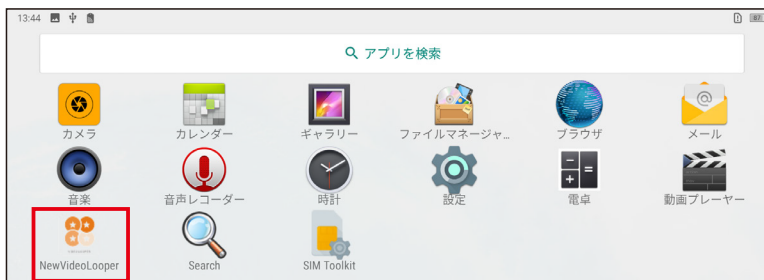 13:44
アプリを検索
カメラ
カレンダー
ギャラリー
ファイルマネージャ...
ブラウザ
メール
音楽
音声レコーダー
時計
設定
電卓
動画プレーヤー
NewVideoLooper
Search
SIM Toolkit